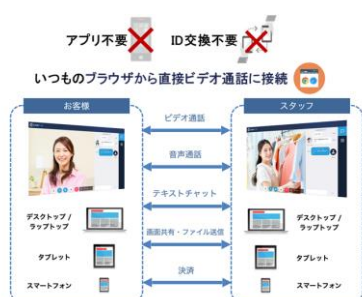 アプリ不要
ID交換不要
いつものブラウザから直接ビデオ通話に接続
お客様
スタッフ
ビデオ通話
音声通話
テキストチャット
デスクトップ /
ラップトップ
画面共有・ファイル送信
デスクトップ /
ラップトップ
タブレット
タブレット
決済
スマートフォン
スマートフォン